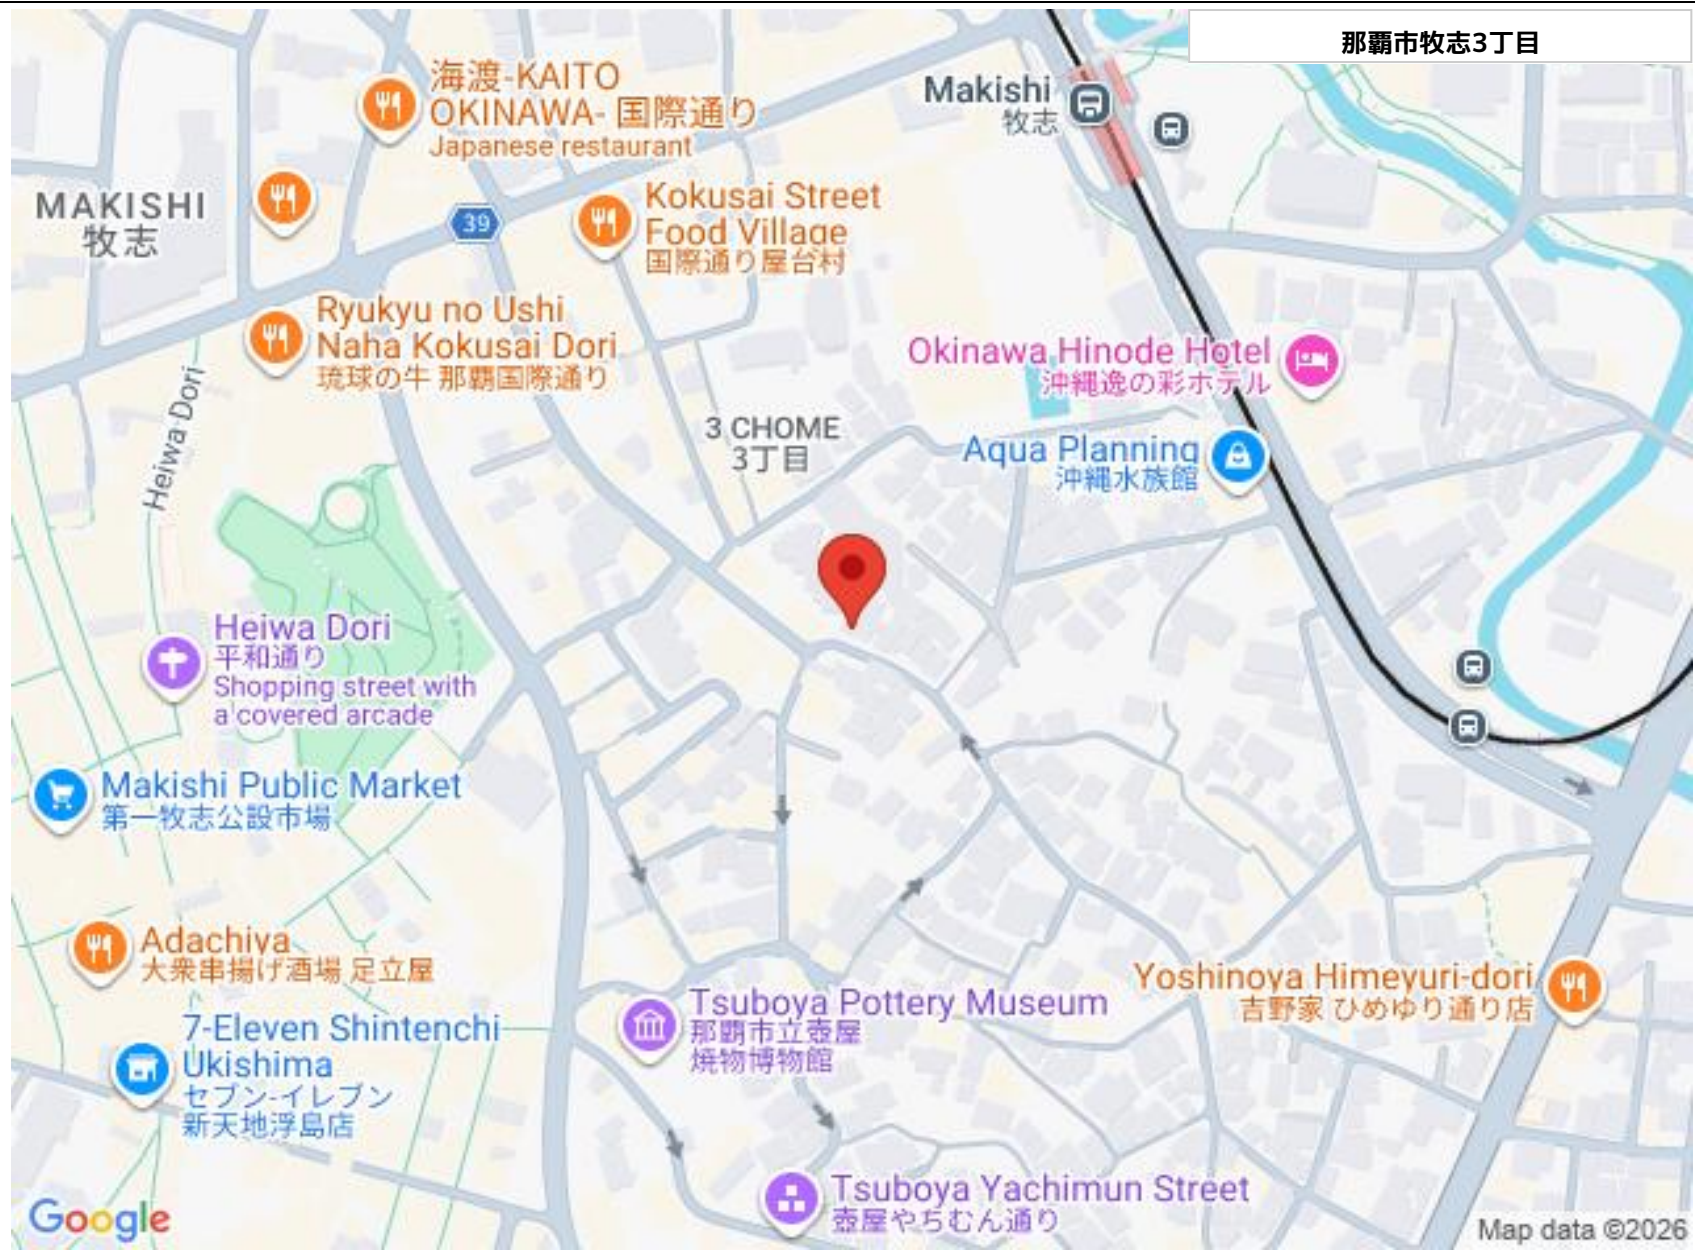 那覇市牧志3丁目
海渡-KAITO
OKINAWA- 国際通り
Japanese restaurant
Makishi
牧志
MAKISHI
牧志
39
Kokusai Street
Food Village
国際通り屋台村
Ryukyu no Ushi
Naha Kokusai Dori
琉球の牛 那覇国際通り
Okinawa Hinode Hotel
沖縄逸の彩ホテル
Heiwa Dori
3 CHOME
3丁目
Aqua Planning
沖縄水族館
Heiwa Dori
平和通り
Shopping street with
a covered arcade
Makishi Public Market
第一牧志公設市場
Adachiya
大衆串揚げ酒場 足立屋
Yoshinoya Himeyuri-dori
吉野家 ひめゆり通り店
Tsuboya Pottery Museum
那覇市立壺屋
焼物博物館
7-Eleven Shintenchi
Ukishima
セブン-イレブン
新天地浮島店
Tsuboya Yachimun Street
壺屋やちむん通り
Google
Map data ©2026